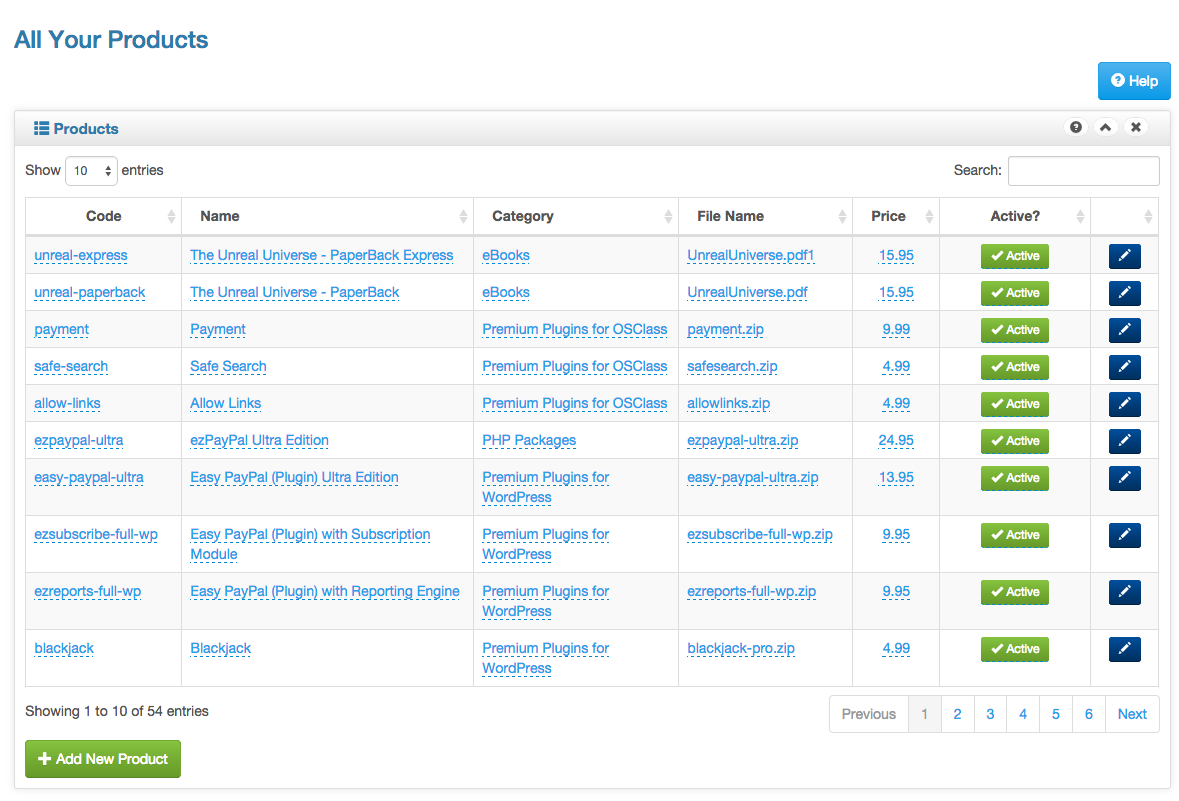 All Your Products
Help
Products
Show 10 entries Search:
Code Name Category File Name Price Active?
unreal-express The Unreal Universe - PaperBack Express eBooks UnrealUniverse.pdf1 15.95 Active
unreal-paperback The Unreal Universe - PaperBack eBooks UnrealUniverse.pdf 15.95 Active
payment Payment Premium Plugins for OSClass payment.zip 9.99 Active
safe-search Safe Search Premium Plugins for OSClass safesearch.zip 4.99 Active
allow-links Allow Links Premium Plugins for OSClass allowlinks.zip 4.99 Active
ezpaypal-ultra ezPayPal Ultra Edition PHP Packages ezpaypal-ultra.zip 24.95 Active
easy-paypal-ultra Easy PayPal (Plugin) Ultra Edition Premium Plugins for easy-paypal-ultra.zip 13.95 Active
WordPress
ezsubscribe-full-wp Easy PayPal (Plugin) with Subscription Premium Plugins for ezsubscribe-full-wp.zip 9.95 Active
Module WordPress
ezreports-full-wp Easy PayPal (Plugin) with Reporting Engine Premium Plugins for ezreports-full-wp.zip 9.95 Active
WordPress
blackjack Blackjack Premium Plugins for blackjack-pro.zip 4.99 Active
WordPress
Showing 1 to 10 of 54 entries Previous 1 2 3 4 5 6 Next
Add New Product